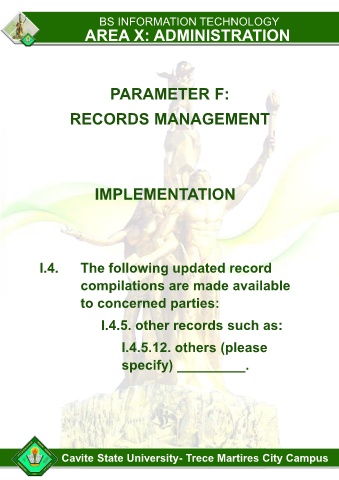 BS INFORMATION TECHNOLOGY
AREA X: ADMINISTRATION
PARAMETER F:
RECORDS MANAGEMENT
IMPLEMENTATION
I.4. The following updated record
compilations are made available
to concerned parties:
I.4.5. other records such as:
I.4.5.12. others (please
specify) _________.
Cavite State University- Trece Martires City Campus